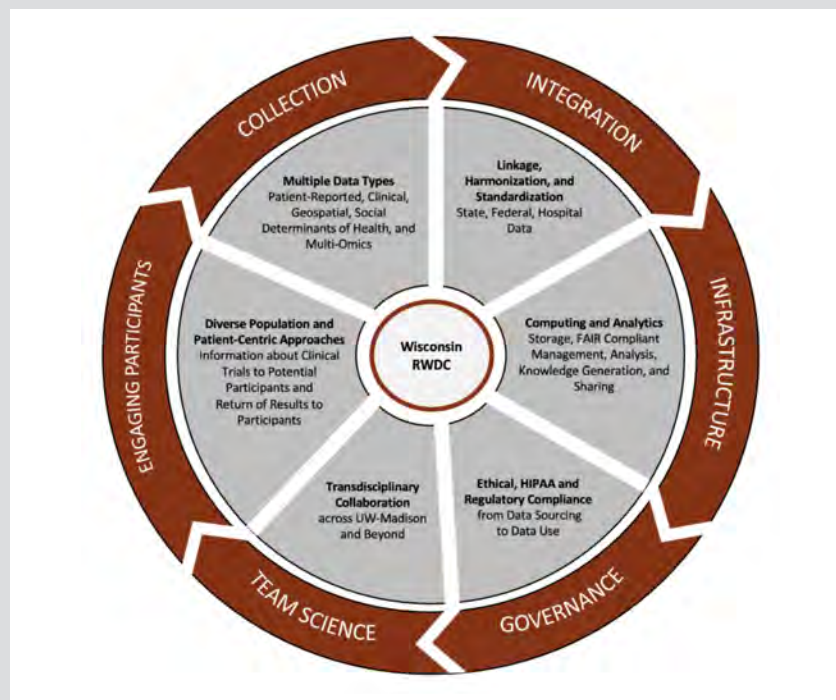 COLLECTION
INTEGRATION
INFRASTRUCTURE
GOVERNANCE
TEAM SCIENCE
ENGAGING PARTICIPANTS
Multiple Data Types
Patient-Reported, Clinical,
Geospatial, Social
Determinants of Health, and
Multi-Omics
Linkage,
Harmonization, and
Standardization
State, Federal, Hospital
Data
Computing and Analytics
Storage, FAIR Compliant
Management, Analysis,
Knowledge Generation, and
Sharing
Ethical, HIPAA and
Regulatory Compliance
from Data Sourcing
to Data Use
Transdisciplinary
Collaboration
across UW-Madison
and Beyond
Diverse Population and
Patient-Centric Approaches
Information about Clinical
Trials to Potential
Participants and
Return of Results to
Participants
Wisconsin
RWDC